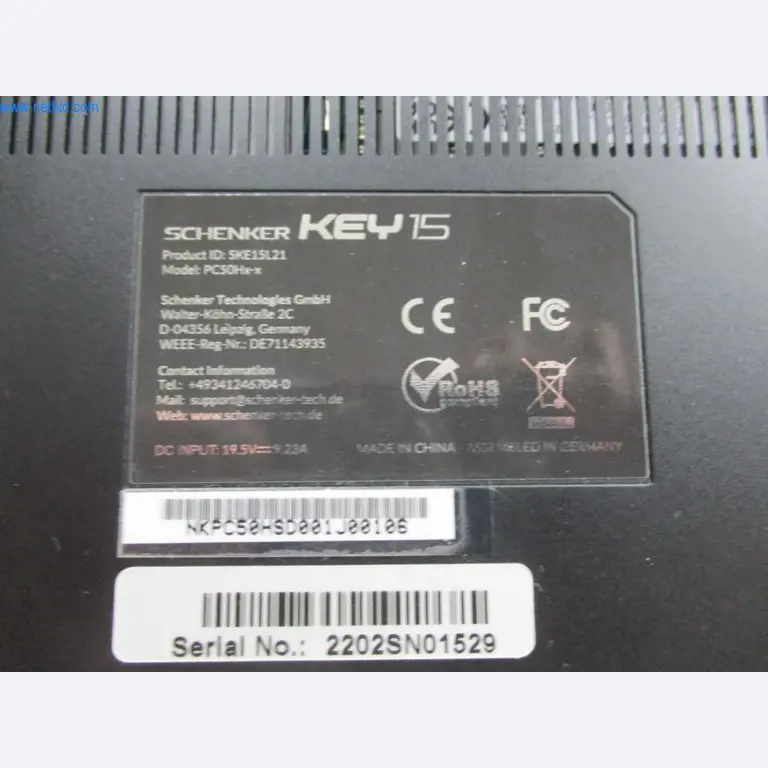 www.netbid.com
SCHENKER KEY 15
Product ID: SKE15L21
Model: PC50Hx-x
Schenker Technologies GmbH
Walter-Köhn-Straße 2C
D-04356 Leipzig, Germany
WEEE-Reg-Nr.: DE71143935
CE FC
Contact Information
Tel.: +49341246704-0
Mail: support@schenker-tech.de
Web: www.schenker-tech.de
RoHS
compliant
DC INPUT: 19.5V⎓9.23A MADE IN CHINA - ASSEMBLED IN GERMANY
NKPC50HSD001J00106
Serial No.: 2202SN01529